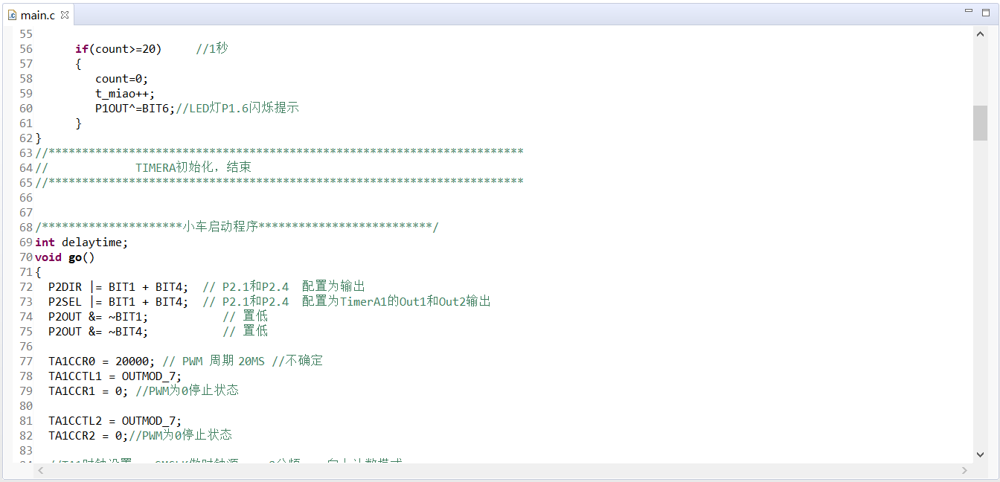 main.c
55
56 if(count>=20) //1秒
57 {
58 count=0;
59 t_miao++;
60 P1OUT^=BIT6;//LED灯P1.6闪烁提示
61 }
62 }
63 //***********************************************************************
64 // TIMERA初始化，结束
65 //***********************************************************************
66
67
68 /*********************小车启动程序**************************/
69 int delaytime;
70 void go()
71 {
72 P2DIR |= BIT1 + BIT4; // P2.1和P2.4 配置为输出
73 P2SEL |= BIT1 + BIT4; // P2.1和P2.4 配置为TimerA1的Out1和Out2输出
74 P2OUT &= ~BIT1; // 置低
75 P2OUT &= ~BIT4; // 置低
76
77 TA1CCR0 = 20000; // PWM 周期 20MS //不确定
78 TA1CCTL1 = OUTMOD_7;
79 TA1CCR1 = 0; //PWM为0停止状态
80
81 TA1CCTL2 = OUTMOD_7;
82 TA1CCR2 = 0;//PWM为0停止状态
83